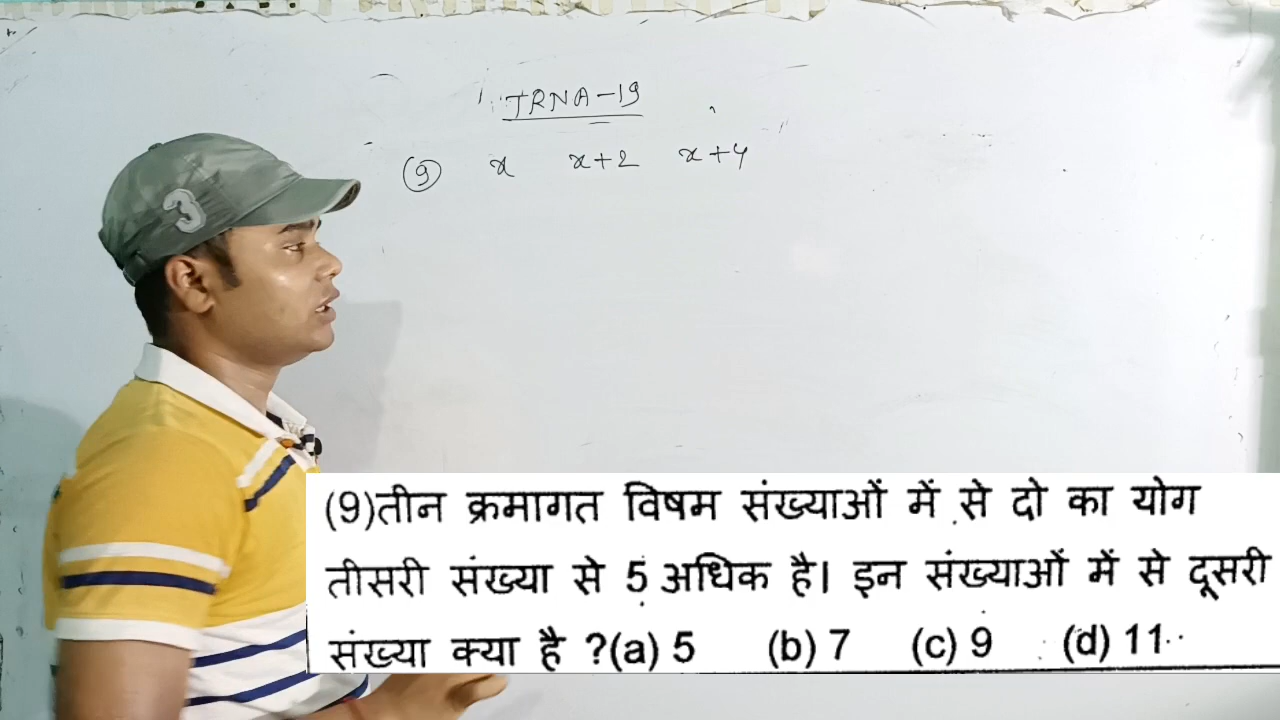 TRNA-19
(9) x x+2 x+4
3
(9)तीन क्रमागत विषम संख्याओं में से दो का योग
तीसरी संख्या से 5 अधिक है। इन संख्याओं में से दूसरी
संख्या क्या है ?(a) 5 (b) 7 (c) 9 (d) 11